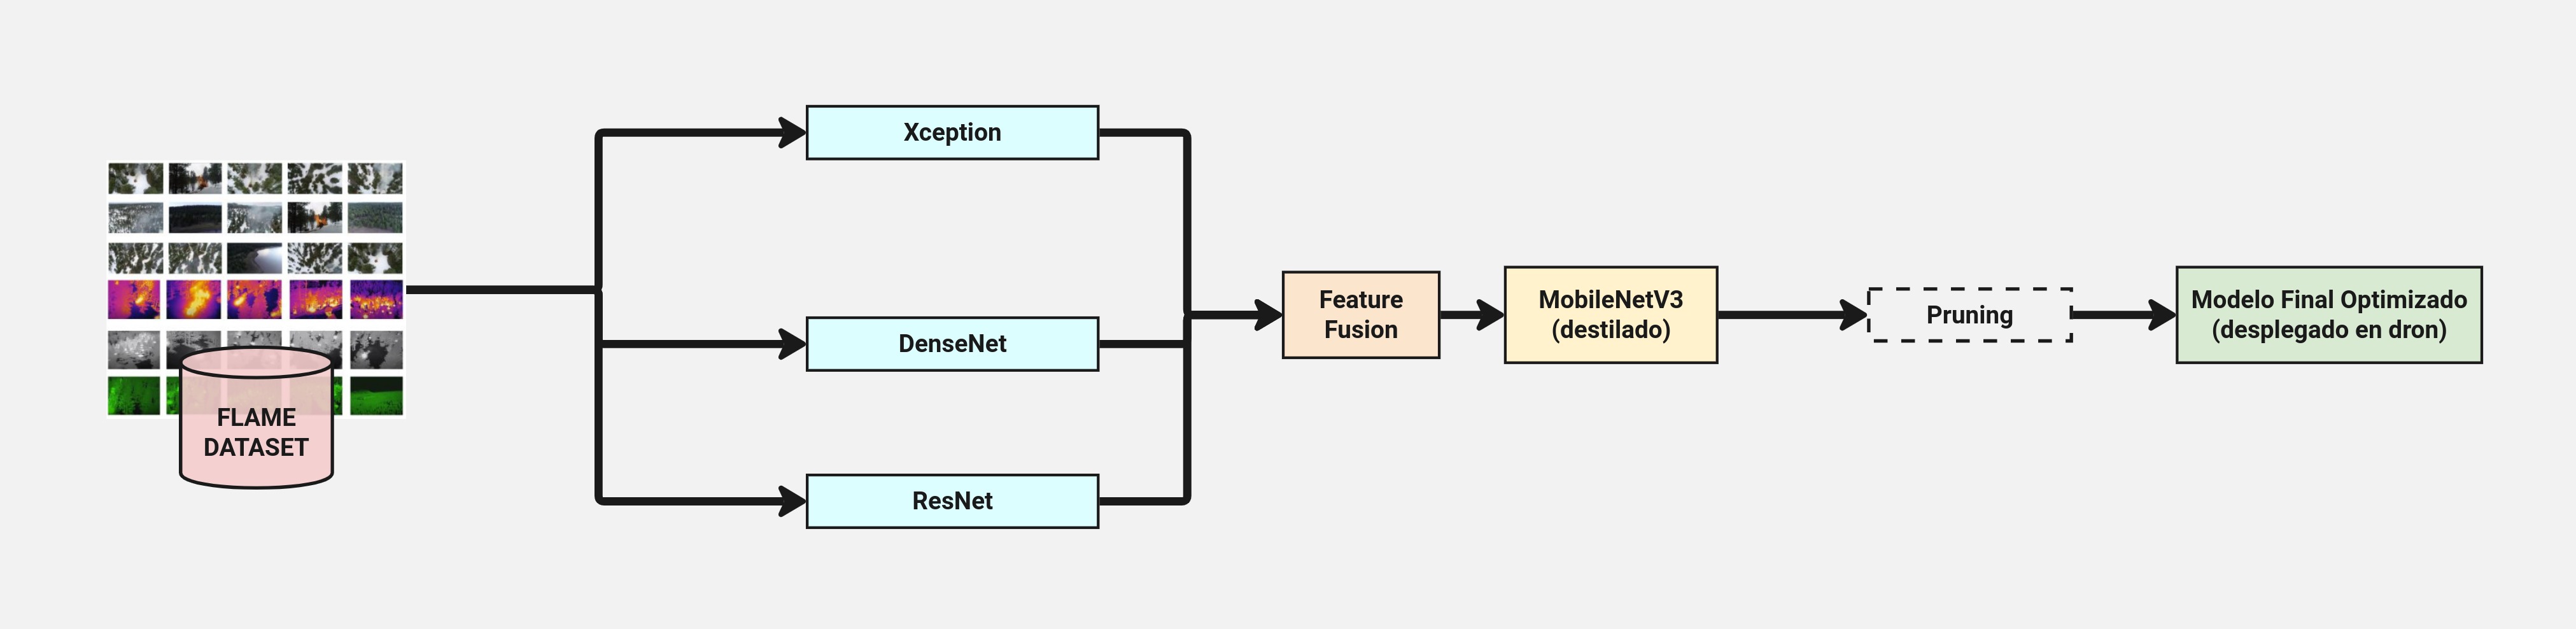 FLAME
DATASET
Xception
DenseNet
ResNet
Feature
Fusion
MobileNetV3
(destilado)
Pruning
Modelo Final Optimizado
(desplegado en dron)